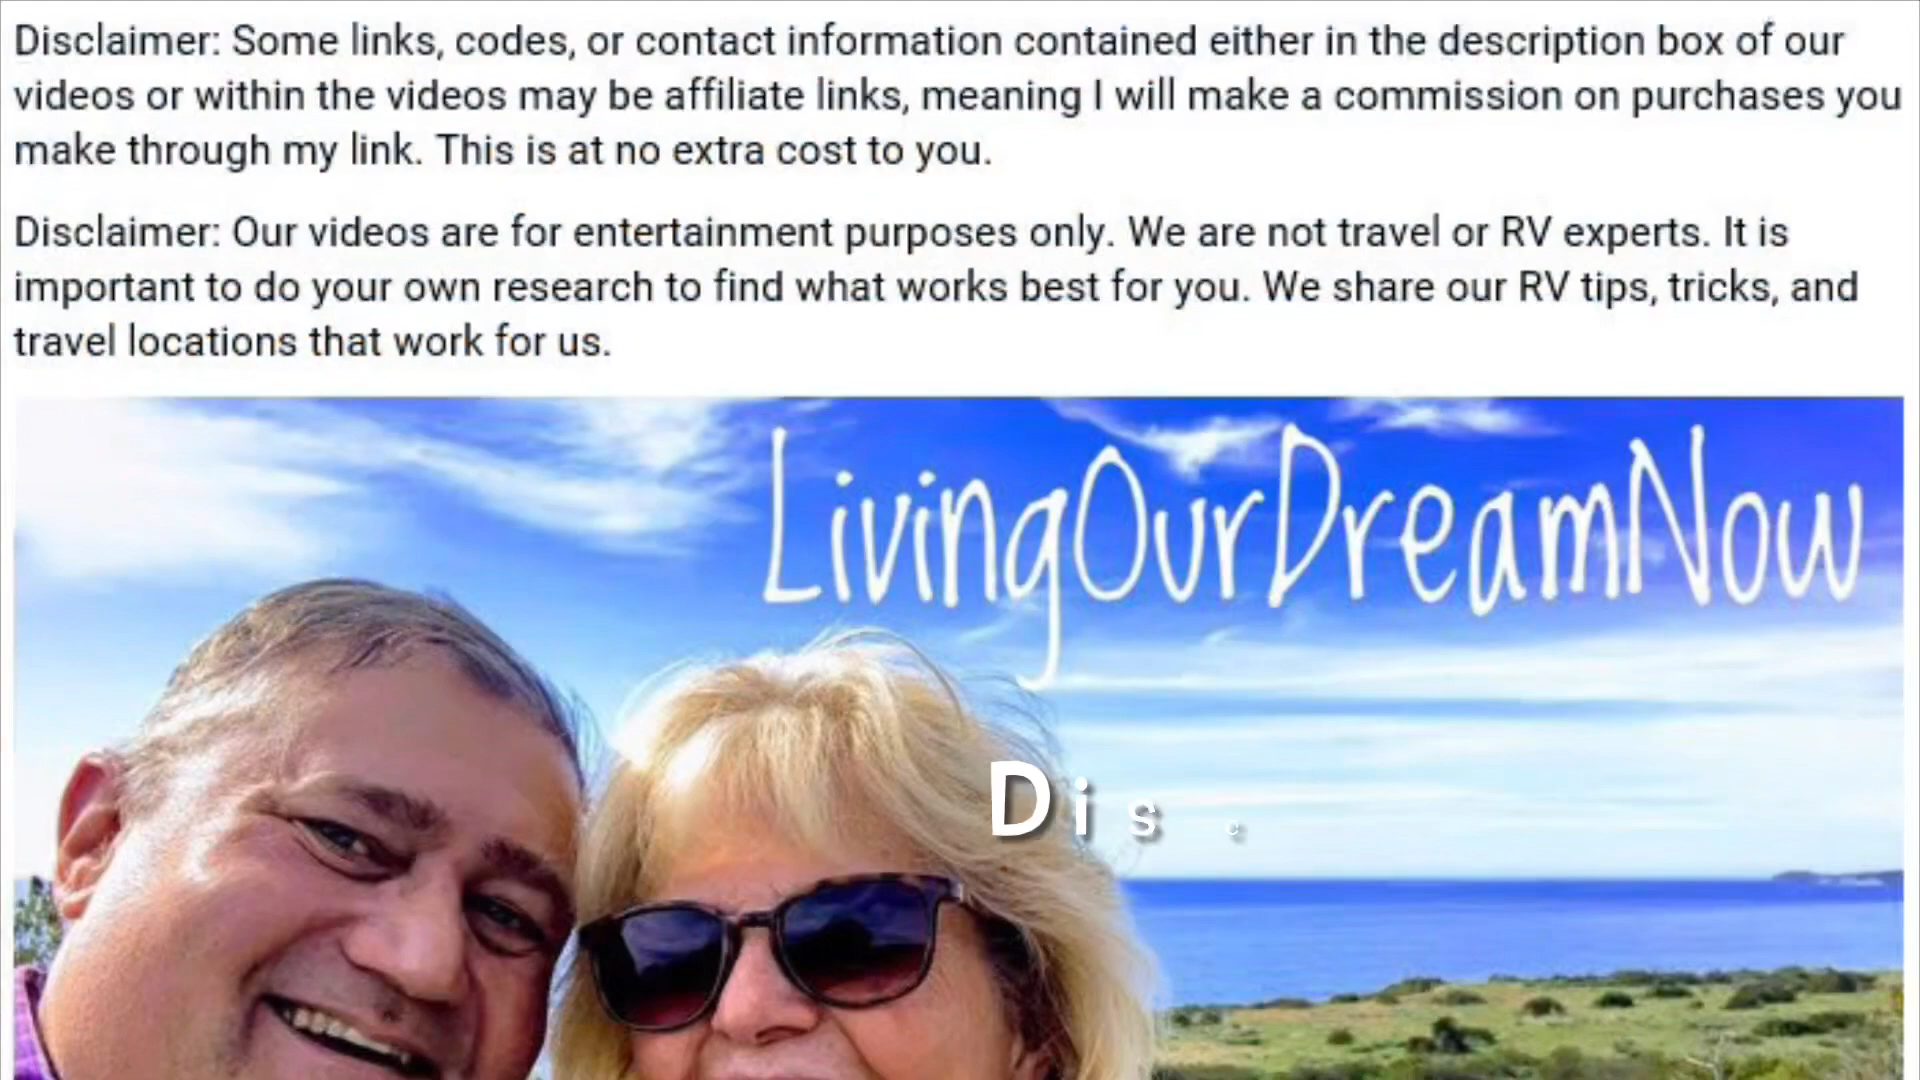 Disclaimer: Some links, codes, or contact information contained either in the description box of our
videos or within the videos may be affiliate links, meaning I will make a commission on purchases you
make through my link. This is at no extra cost to you.
Disclaimer: Our videos are for entertainment purposes only. We are not travel or RV experts. It is
important to do your own research to find what works best for you. We share our RV tips, tricks, and
travel locations that work for us.
LivingOurDreamNow
Disc